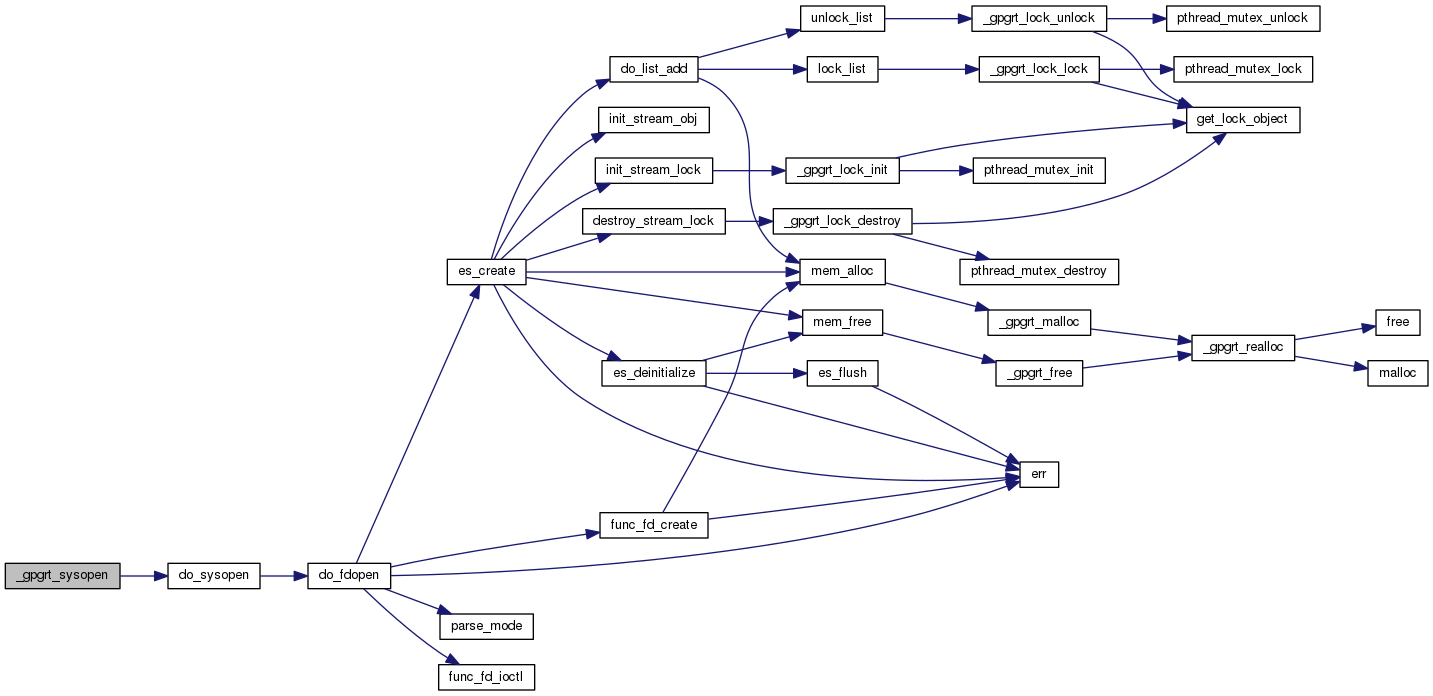 unlock_list
_gpgrt_lock_unlock
pthread_mutex_unlock
do_list_add
lock_list
_gpgrt_lock_lock
pthread_mutex_lock
init_stream_obj
get_lock_object
init_stream_lock
_gpgrt_lock_init
pthread_mutex_init
destroy_stream_lock
_gpgrt_lock_destroy
es_create
mem_alloc
pthread_mutex_destroy
mem_free
_gpgrt_malloc
free
_gpgrt_realloc
es_deinitialize
es_flush
_gpgrt_free
malloc
err
func_fd_create
_gpgrt_sysopen
do_sysopen
do_fdopen
parse_mode
func_fd_ioctl